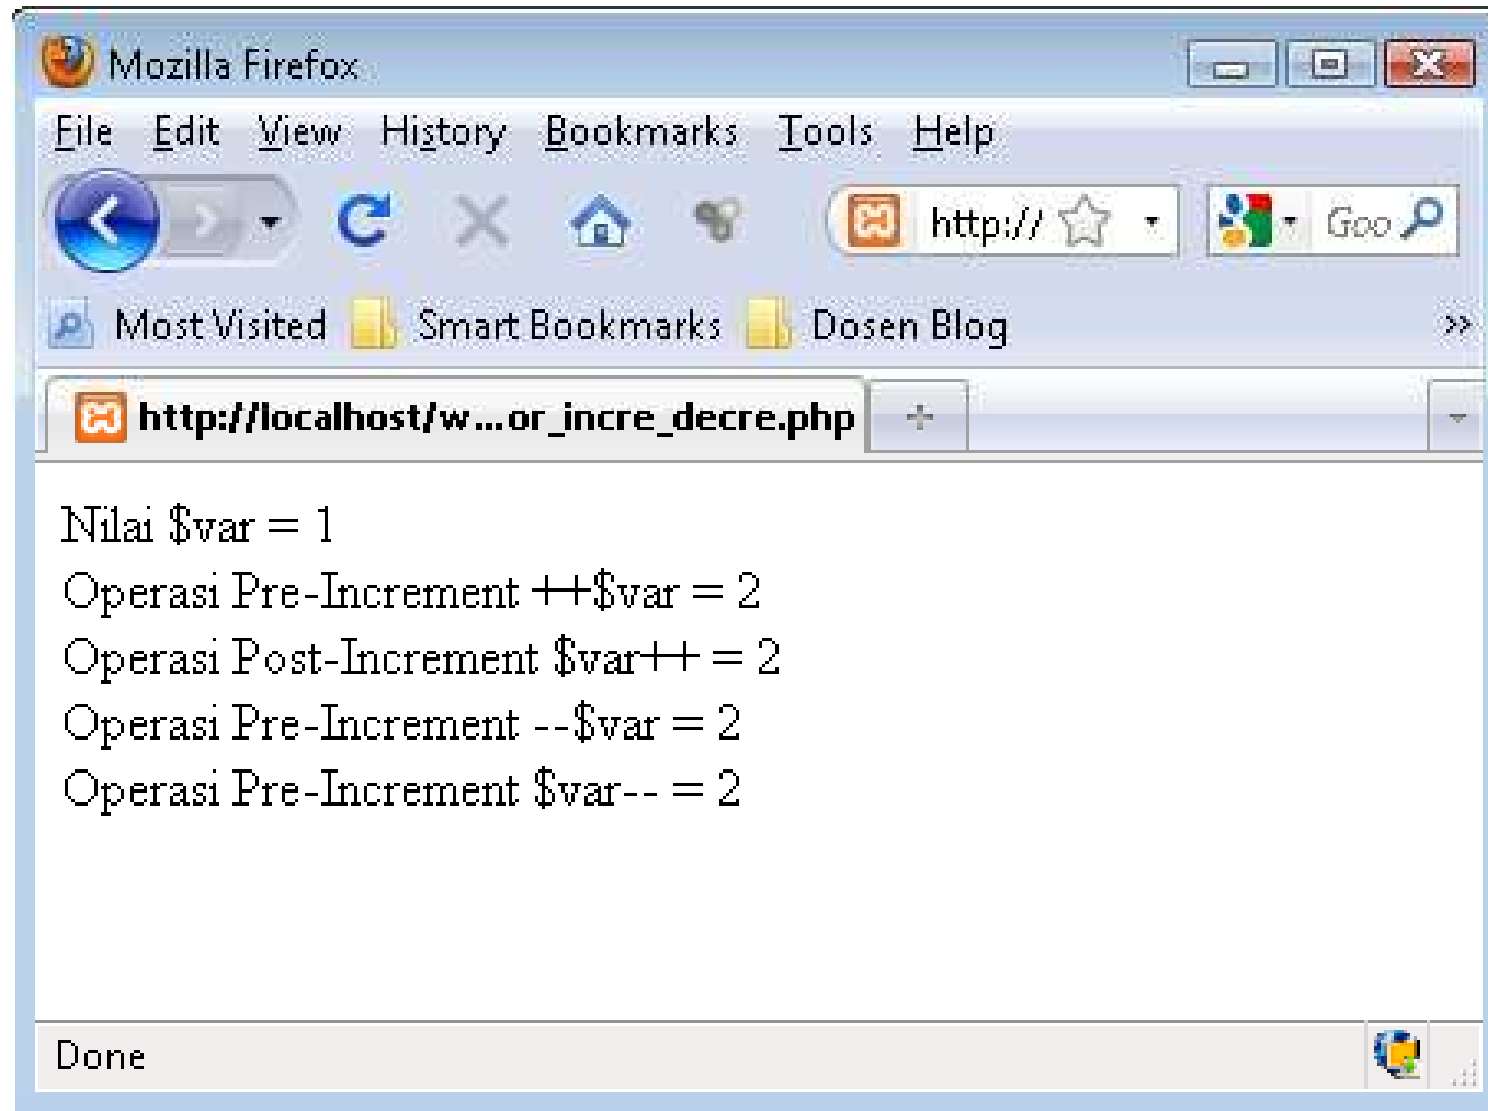 Mozilla Firefox
File Edit View History Bookmarks Tools Help
http:// Goo
Most Visited Smart Bookmarks Dosen Blog »
http://localhost/w...or_incre_decre.php
Nilai $var = 1
Operasi Pre-Increment ++$var = 2
Operasi Post-Increment $var++ = 2
Operasi Pre-Increment --$var = 2
Operasi Pre-Increment $var-- = 2
Done